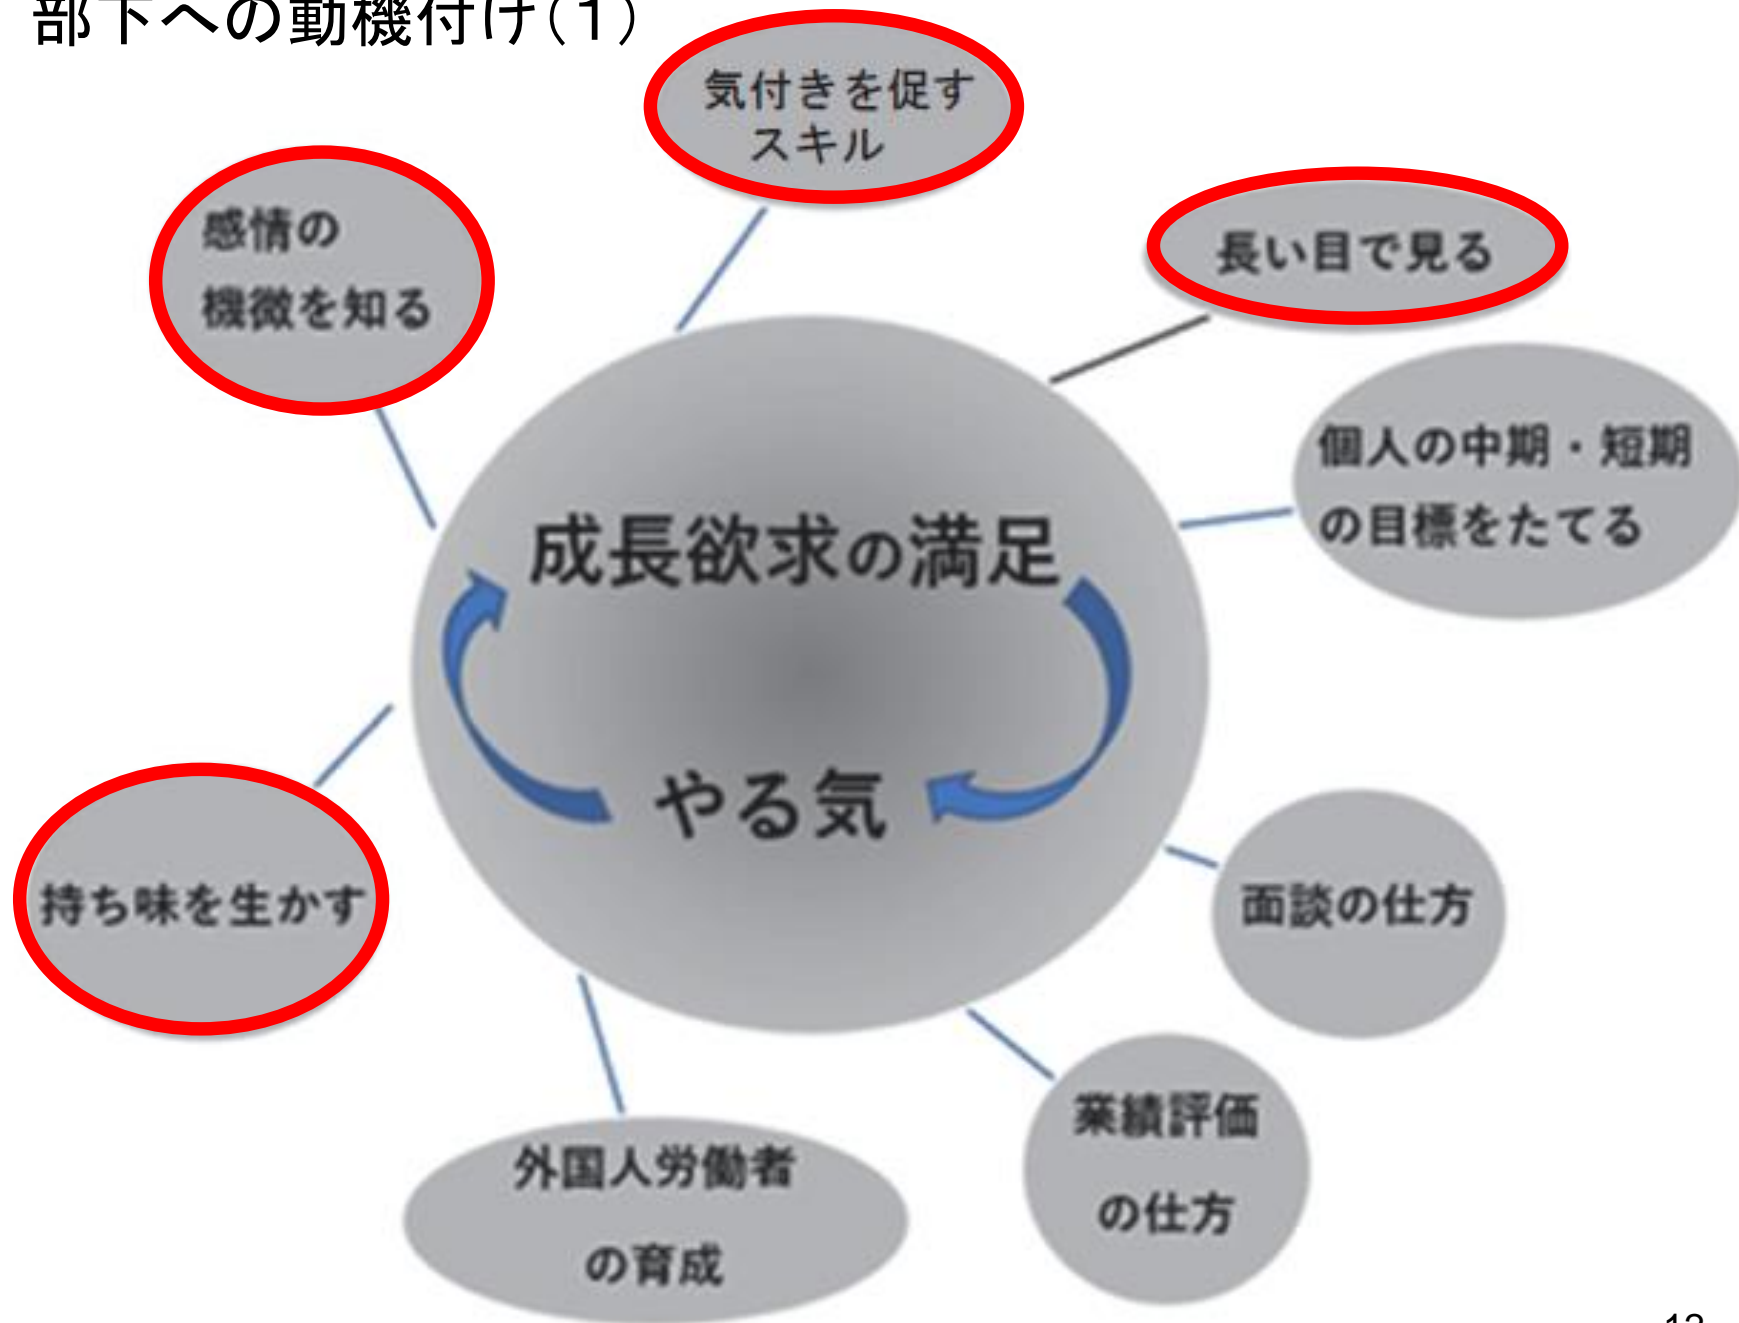 部下への動機付け（１）
気付きを促す
スキル
感情の
機微を知る
長い目で見る
個人の中期・短期
の目標をたてる
成長欲求の満足
やる気
持ち味を生かす
面談の仕方
業績評価
の仕方
外国人労働者
の育成